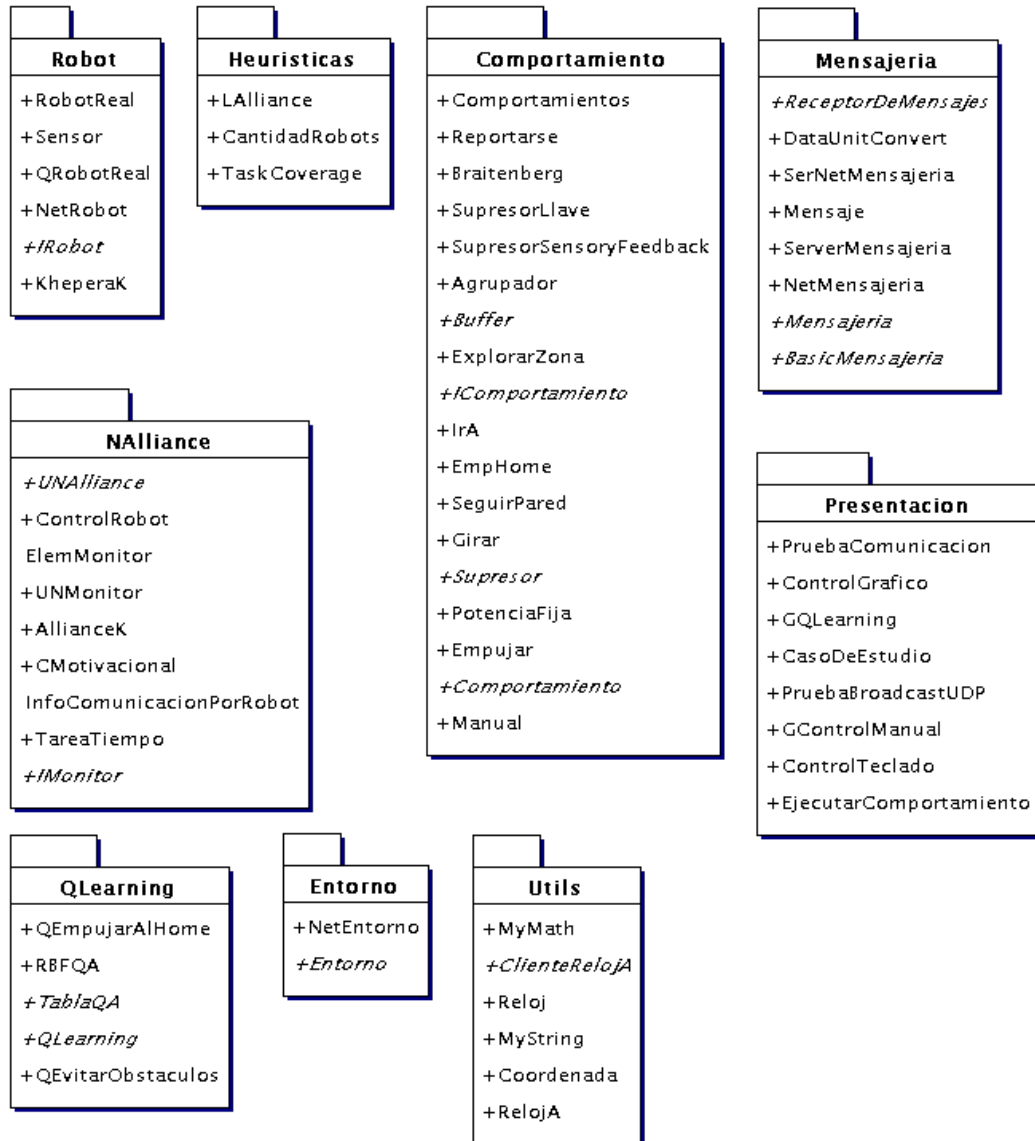 Robot
+RobotReal
+Sensor
+QRobotReal
+NetRobot
+IRobot
+KheperaK
Heuristicas
+LAlliance
+CantidadRobots
+TaskCoverage
Comportamiento
+Comportamientos
+Reportarse
+Braitenberg
+SupresorLlave
+SupresorSensoryFeedback
+Agrupador
+Buffer
+ExplorarZona
+IComportamiento
+IrA
+EmpHome
+SeguirPared
+Girar
+Supresor
+PotenciaFija
+Empujar
+Comportamiento
+Manual
Mensajeria
+ReceptorDeMensajes
+DataUnitConvert
+SerNetMensajeria
+Mensaje
+ServerMensajeria
+NetMensajeria
+Mensajeria
+BasicMensajeria
NAlliance
+UNAlliance
+ControlRobot
ElemMonitor
+UNMonitor
+AllianceK
+CMotivacional
InfoComunicacionPorRobot
+TareaTiempo
+IMonitor
Presentacion
+PruebaComunicacion
+ControlGrafico
+GQLearning
+CasoDeEstudio
+PruebaBroadcastUDP
+GControlManual
+ControlTeclado
+EjecutarComportamiento
QLearning
+QEmpujarAlHome
+RBFQA
+TablaQA
+QLearning
+QEvitarObstaculos
Entorno
+NetEntorno
+Entorno
Utils
+MyMath
+ClienteRelojA
+Reloj
+MyString
+Coordenada
+RelojA